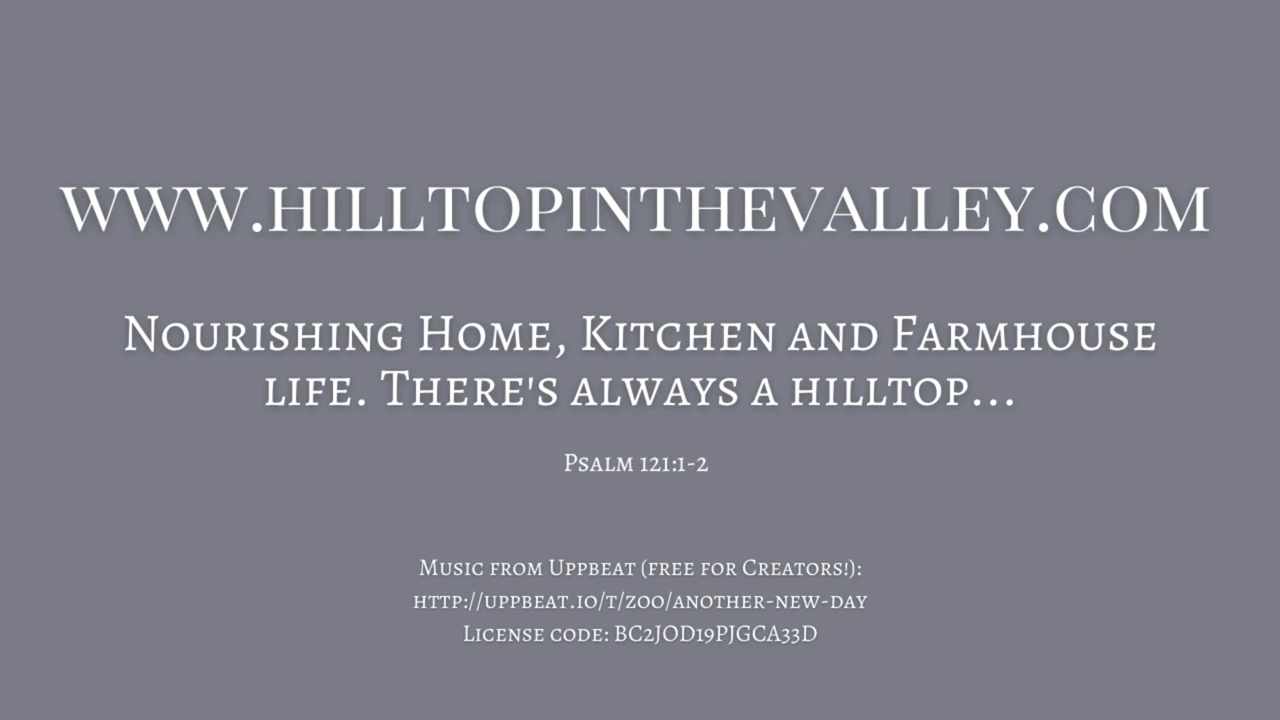 www.hilltopinthevalley.com
Nourishing Home, Kitchen and Farmhouse
life. There's always a hilltop...
Psalm 121:1-2
Music from Uppbeat (free for Creators!):
http://uppbeat.io/t/zoo/another-new-day
License code: BC2JOD19PJGCA33D